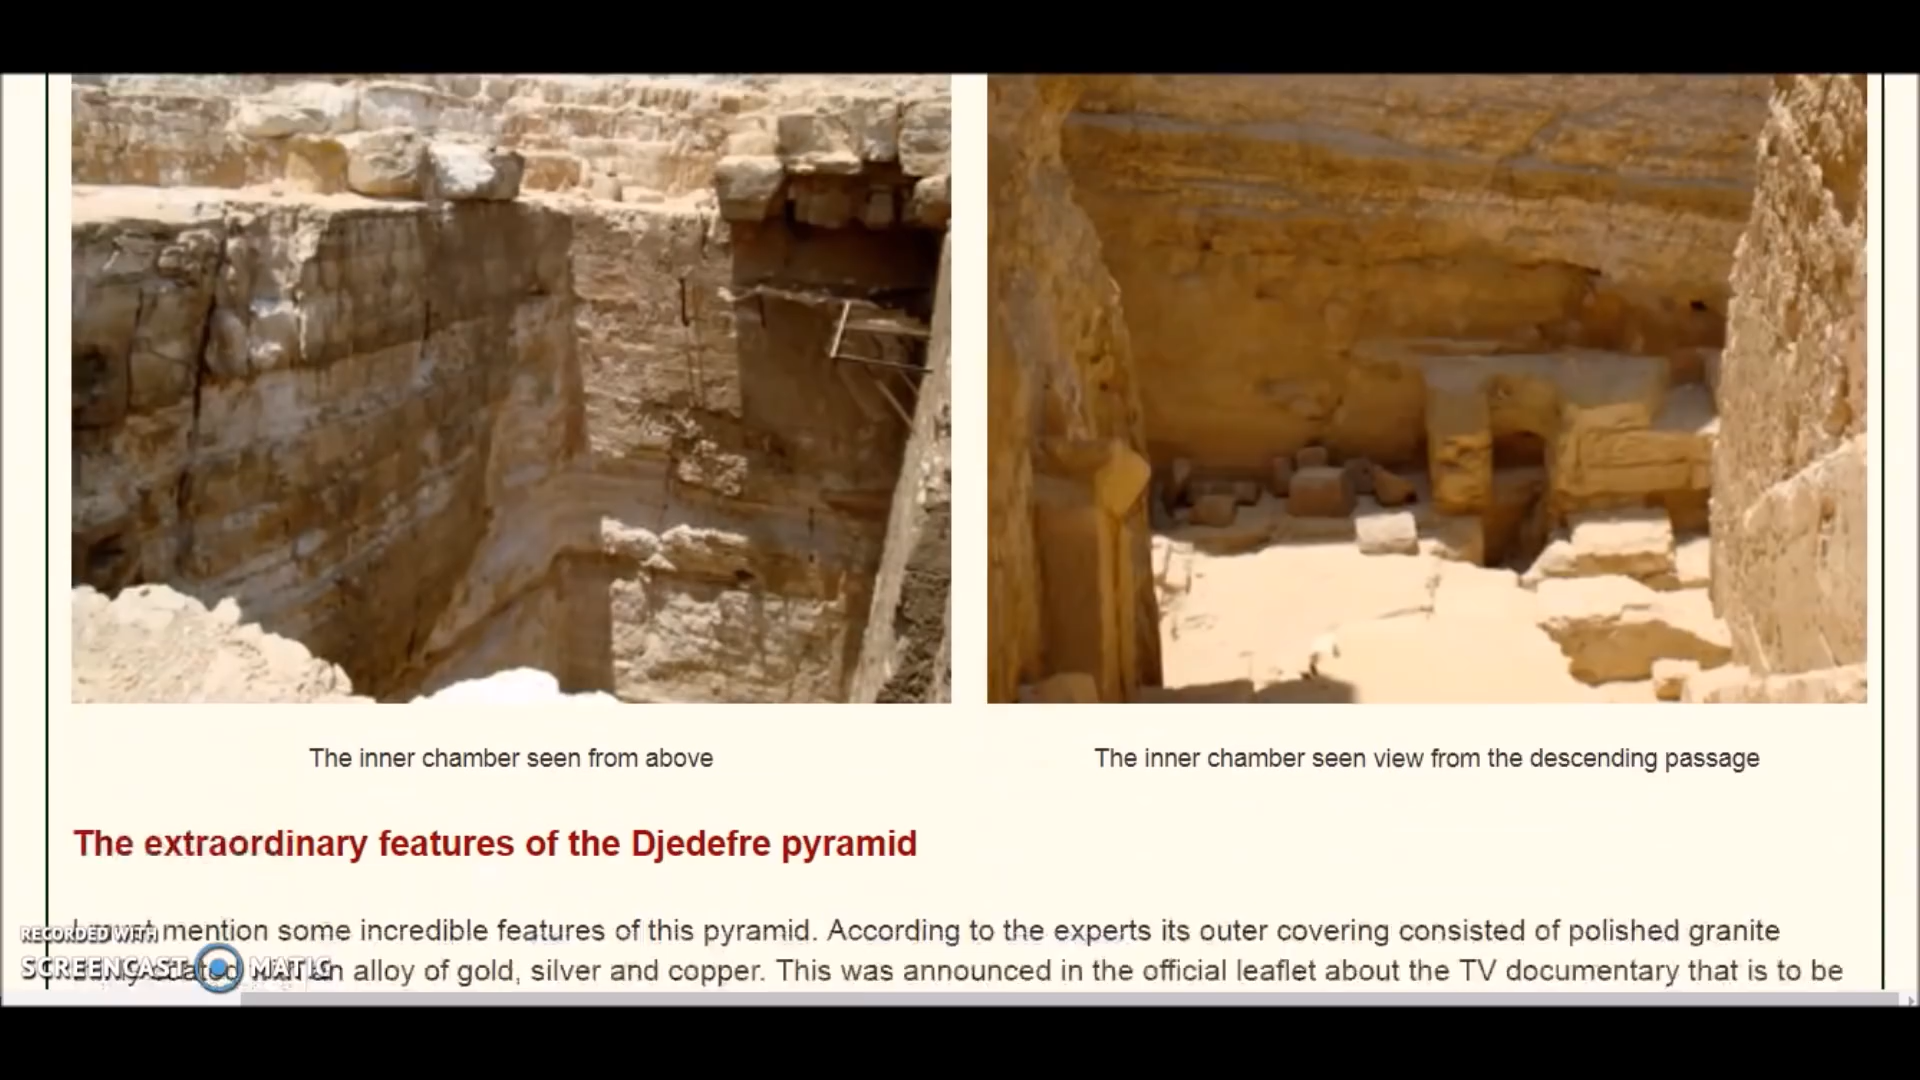 The inner chamber seen from above
The inner chamber seen view from the descending passage
The extraordinary features of the Djedefre pyramid
mention some incredible features of this pyramid. According to the experts its outer covering consisted of polished granite
an alloy of gold, silver and copper. This was announced in the official leaflet about the TV documentary that is to be
RECORDED WITH
SCREENCAST MATIC